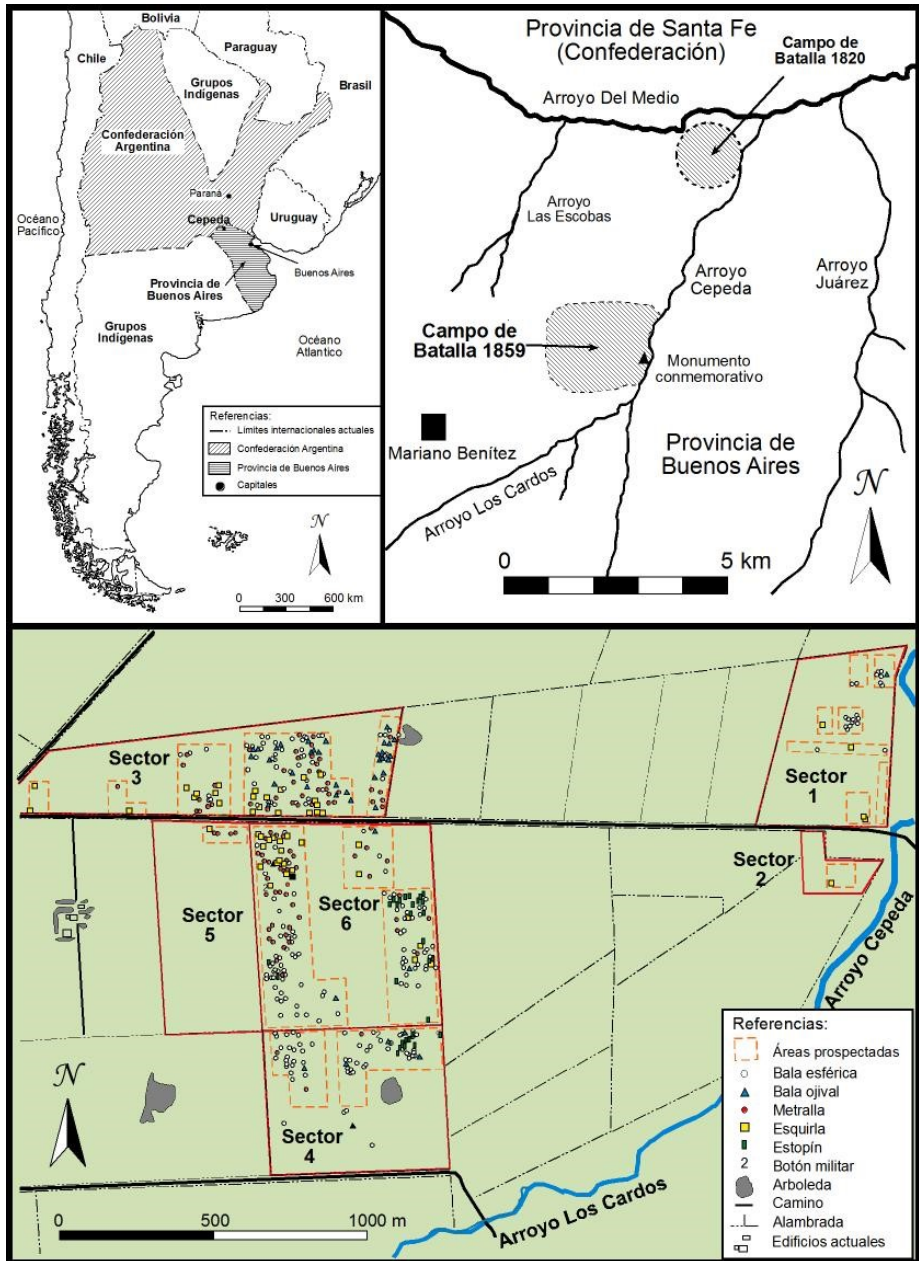 Bolivia
Chile
Paraguay
Grupos
Indígenas
Brasil
Confederación
Argentina
Paraná
Océano
Pacífico
Cepeda
Uruguay
Buenos Aires
Provincia de
Buenos Aires
Grupos
Indígenas
Océano
Atlantico
Referencias:
Límites internacionales actuales
Confederación Argentina
Provincia de Buenos Aires
Capitales
N
0 300 600 km
Provincia de Santa Fe
(Confederación)
Campo de
Batalla 1820
Arroyo Del Medio
Arroyo
Las Escobas
Arroyo
Cepeda
Arroyo
Juárez
Campo de
Batalla 1859
Monumento
conmemorativo
Mariano Benítez
Provincia de
Buenos Aires
Arroyo Los Cardos
N
0 5 km
Sector
3
Sector
1
Sector
2
Sector
5
Sector
6
Arroyo Cepeda
N
Sector
4
Arroyo Los Cardos
0 500 1000 m
Referencias:
Áreas prospectadas
Bala esférica
Bala ojival
Metralla
Esquirla
Estopín
2 Botón militar
Arboleda
Camino
Alambrada
Edificios actuales